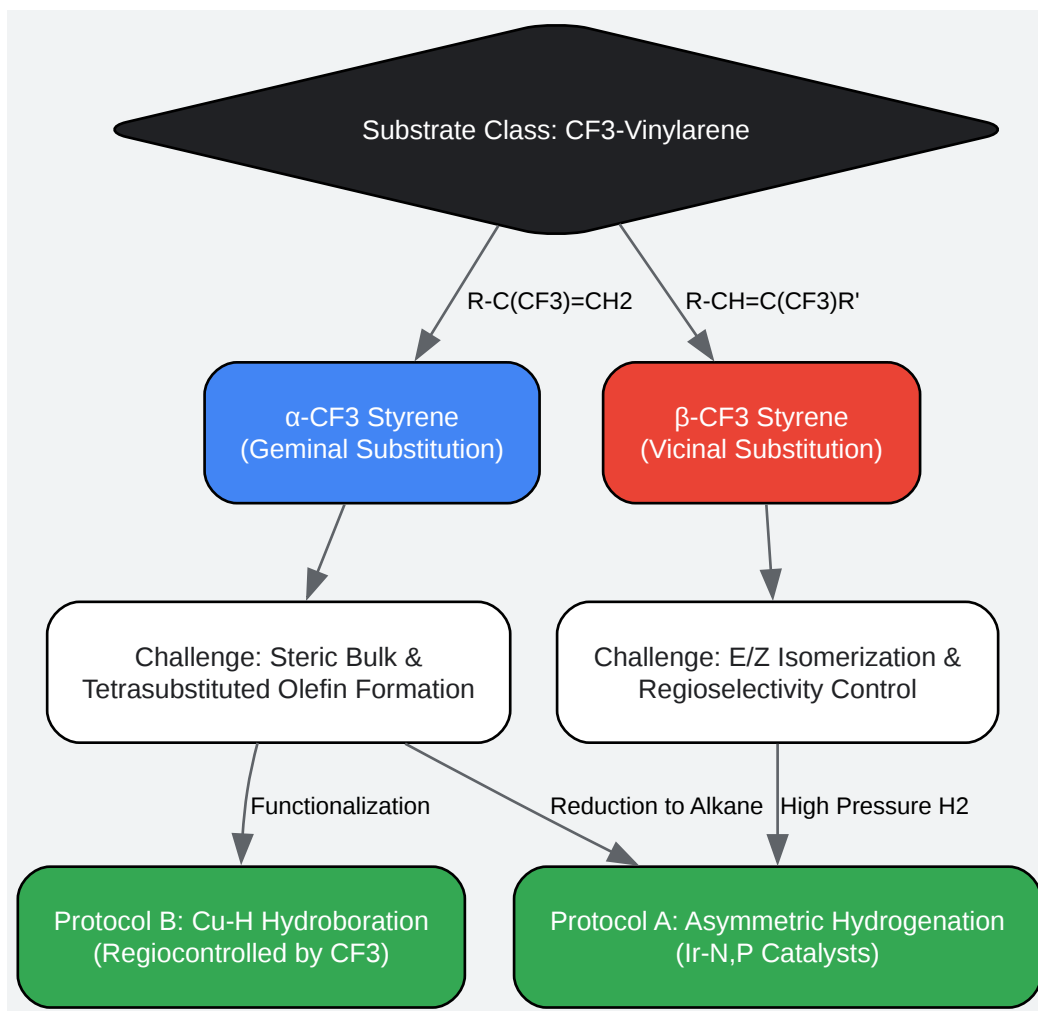 Substrate Class: CF3-Vinylarene
R-C(CF3)=CH2
R-CH=C(CF3)R'
α-CF3 Styrene
(Geminal Substitution)
β-CF3 Styrene
(Vicinal Substitution)
Challenge: Steric Bulk &
Tetrasubstituted Olefin Formation
Challenge: E/Z Isomerization &
Regioselectivity Control
Functionalization
Reduction to Alkane
High Pressure H2
Protocol B: Cu-H Hydroboration
(Regiocontrolled by CF3)
Protocol A: Asymmetric Hydrogenation
(Ir-N,P Catalysts)